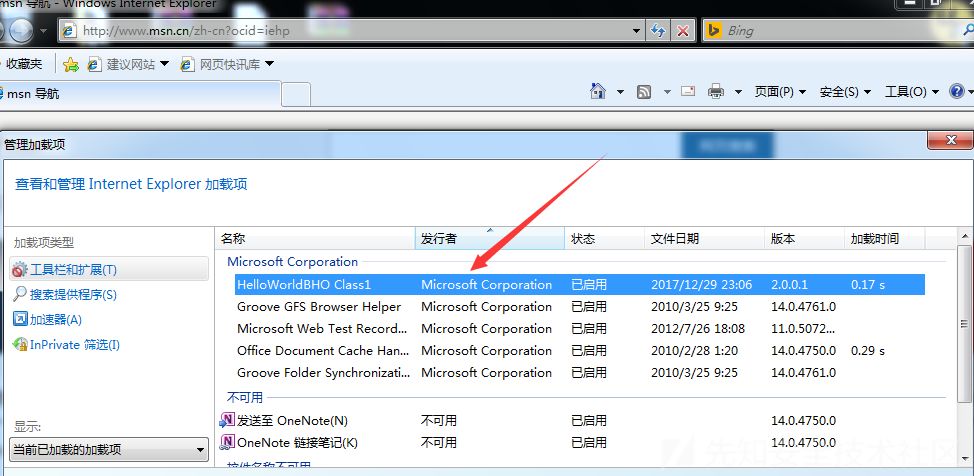 msn 导航 - Windows Internet Explorer
http://www.msn.cn/zh-cn?ocid=iehp
Bing
收藏夹 建议网站 网页快讯库
msn 导航
页面(P) 安全(S) 工具(O)
管理加载项
查看和管理 Internet Explorer 加载项
加载项类型
工具栏和扩展(T)
搜索提供程序(S)
加速器(A)
InPrivate 筛选(I)
显示:
当前已加载的加载项
名称 发行者 状态 文件日期 版本 加载时间
Microsoft Corporation
HelloWorldBHO Class1 Microsoft Corporation 已启用 2017/12/29 23:06 2.0.0.1 0.17 s
Groove GFS Browser Helper Microsoft Corporation 已启用 2010/3/25 9:25 14.0.4761.0
Microsoft Web Test Record... Microsoft Corporation 已启用 2012/7/26 18:08 11.0.5072...
Office Document Cache Han... Microsoft Corporation 已启用 2010/2/28 1:20 14.0.4750.0 0.29 s
Groove Folder Synchronizati... Microsoft Corporation 已启用 2010/3/25 9:25 14.0.4761.0
不可用
发送至 OneNote(N) 不可用 已启用 14.0.4750.0
OneNote 链接笔记(K) 不可用 已启用 14.0.4750.0
控件名称不可用
先知安全技术社区